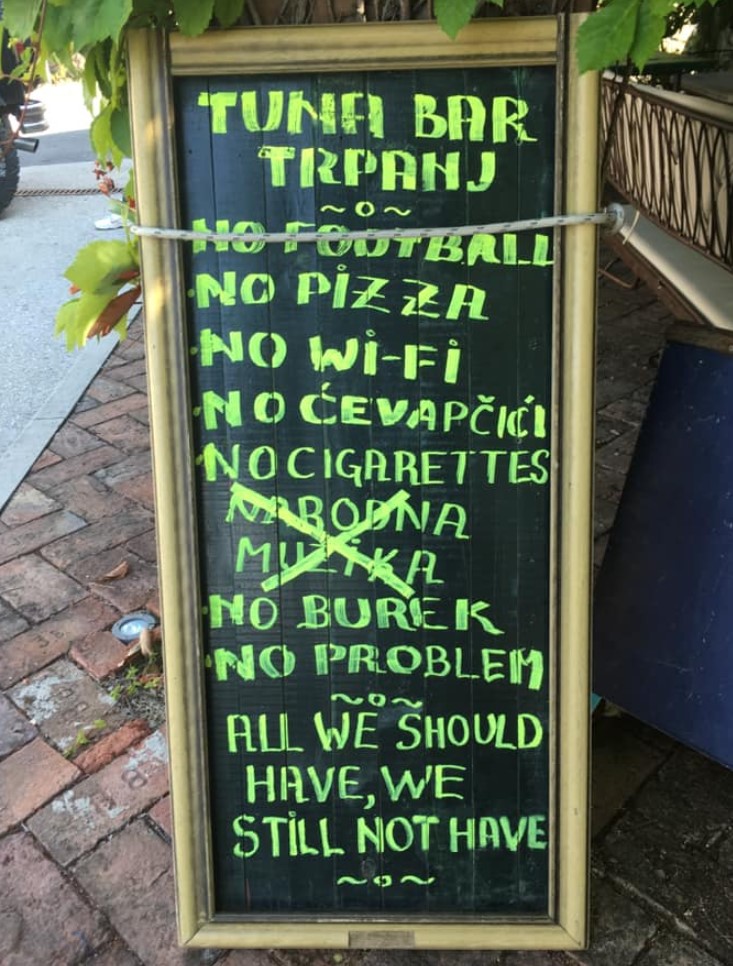 TUNA BAR
TRPANJ
~o~
NO FOOTBALL
·NO PIZZA
·NO Wi-Fi
·NO ĆEVAPČIĆI
·NO CIGARETTES
NARODNA
MUZIKA
·NO BUREK
·NO PROBLEM
~o~
ALL WE SHOULD
HAVE, WE
STILL NOT HAVE
~o~